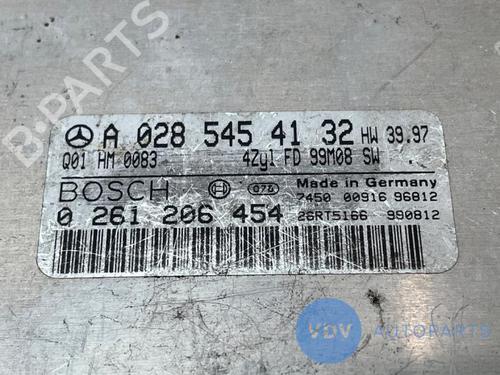 A 028 545 41 32 HW 39.97
Q01 HM 0083 4Zyl FD 99M08 SW
BOSCH Made in Germany
7450 00916 96812
0 261 206 454 26RT5166 990812
B-PARTS
VDV AUTOPARTS